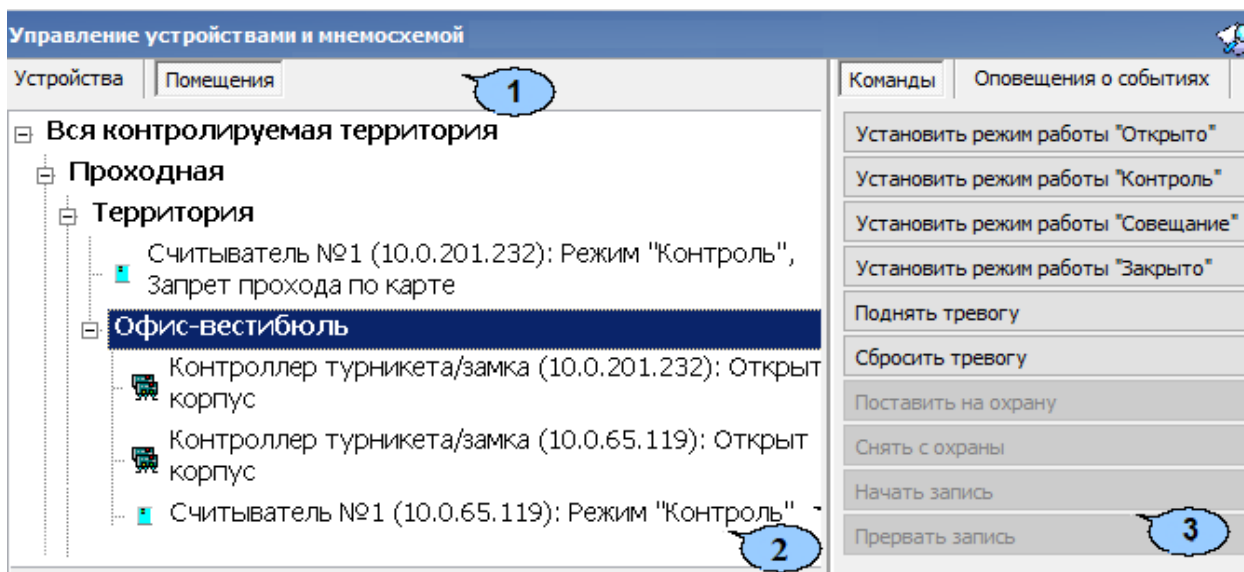 Управление устройствами и мнемосхемой
Устройства
Помещения
1
Вся контролируемая территория
Проходная
Территория
Считыватель №1 (10.0.201.232): Режим "Контроль",
Запрет прохода по карте
Офис-вестибюль
Контроллер турникета/замка (10.0.201.232): Открыт
корпус
Контроллер турникета/замка (10.0.65.119): Открыт
корпус
Считыватель №1 (10.0.65.119): Режим "Контроль"
2
Команды
Оповещения о событиях
Установить режим работы "Открыто"
Установить режим работы "Контроль"
Установить режим работы "Совещание"
Установить режим работы "Закрыто"
Поднять тревогу
Сбросить тревогу
Поставить на охрану
Снять с охраны
Начать запись
Прервать запись
3